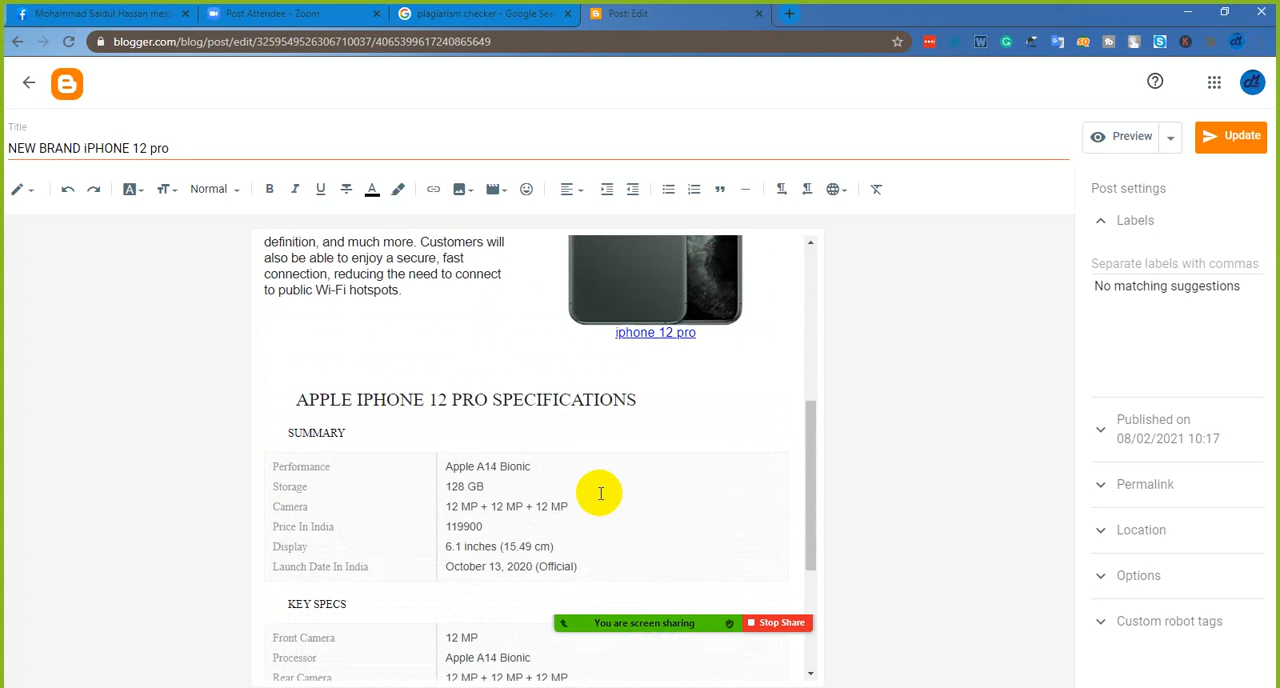 Mohammad Saidul Hassan mess
Post Attendee - Zoom
plagiarism checker - Google Sea
Post: Edit
blogger.com/blog/post/edit/3259549526306710037/4065399617240865649
Title
NEW BRAND iPHONE 12 pro
Preview
Update
Normal
Post settings
Labels
Separate labels with commas
No matching suggestions
Published on
08/02/2021 10:17
Permalink
Location
Options
Custom robot tags
definition, and much more. Customers will
also be able to enjoy a secure, fast
connection, reducing the need to connect
to public Wi-Fi hotspots.
iphone 12 pro
APPLE IPHONE 12 PRO SPECIFICATIONS
SUMMARY
Performance Apple A14 Bionic
Storage 128 GB
Camera 12 MP + 12 MP + 12 MP
Price In India 119900
Display 6.1 inches (15.49 cm)
Launch Date In India October 13, 2020 (Official)
KEY SPECS
You are screen sharing Stop Share
Front Camera 12 MP
Processor Apple A14 Bionic
Rear Camera 12 MP + 12 MP + 12 MP